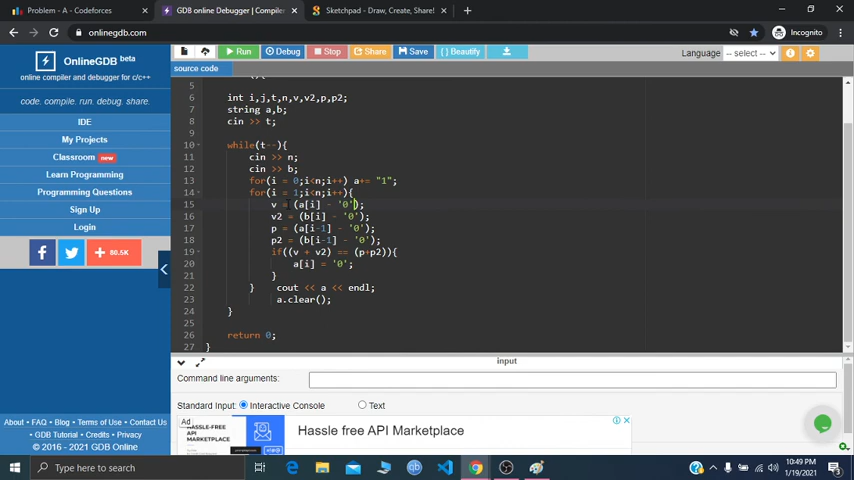 Problem - A - Codeforces
GDB online Debugger | Compiler
Sketchpad - Draw, Create, Share!
onlinegdb.com
Incognito
OnlineGDB beta
online compiler and debugger for c/c++
code. compile. run. debug. share.
IDE
My Projects
Classroom new
Learn Programming
Programming Questions
Sign Up
Login
80.5K
About • FAQ • Blog • Terms of Use • Contact Us
• GDB Tutorial • Credits • Privacy
© 2016 - 2021 GDB Online
Run
Debug
Stop
Share
Save
{ } Beautify
Language
-- select --
source code
5
6 int i,j,t,n,v,v2,p,p2;
7 string a,b;
8 cin >> t;
9
10 while(t--){
11 cin >> n;
12 cin >> b;
13 for(i = 0;i<n;i++) a+= "1";
14 for(i = 1;i<n;i++){
15 v = (a[i] - '0');
16 v2 = (b[i] - '0');
17 p = (a[i-1] - '0');
18 p2 = (b[i-1] - '0');
19 if((v + v2) == (p+p2)){
20 a[i] = '0';
21 }
22 } cout << a << endl;
23 a.clear();
24 }
25
26 return 0;
27 }
input
Command line arguments:
Standard Input: Interactive Console Text
Ad
HASSLE-FREE
API
MARKETPLACE
Hassle free API Marketplace
Type here to search
10:49 PM
1/19/2021
3